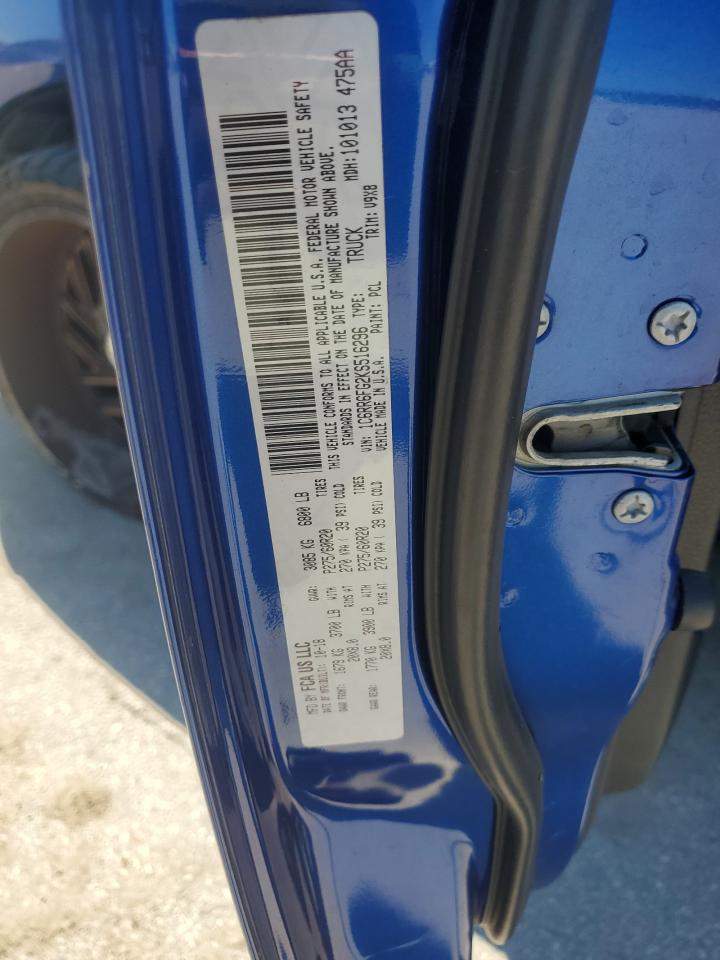 MFD BY FCA US LLC
DATE OF MFR: 10-18 GVWR: 3085 KG 6800 LB
GAWR FRONT: 1679 KG 3700 LB WITH P275/60R20 TIRES
20X8.0 RIMS AT 270 KPA ( 39 PSI) COLD
GAWR REAR: 1770 KG 3900 LB WITH P275/60R20 TIRES
20X8.0 RIMS AT 270 KPA ( 39 PSI) COLD
THIS VEHICLE CONFORMS TO ALL APPLICABLE U.S.A. FEDERAL MOTOR VEHICLE SAFETY
STANDARDS IN EFFECT ON THE DATE OF MANUFACTURE SHOWN ABOVE.
VIN: 1C6RR6FG2KS516296 TYPE: TRUCK MDH:101013 475AA
VEHICLE MADE IN U.S.A. PAINT: PCL TRIM: V9X8